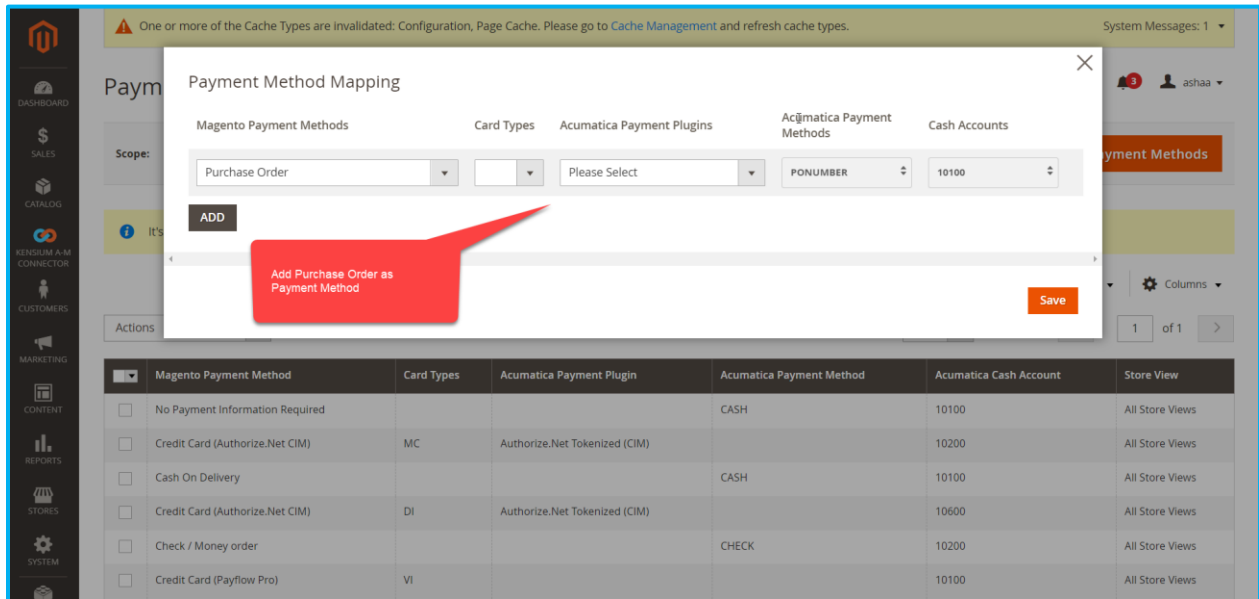 One or more of the Cache Types are invalidated: Configuration, Page Cache. Please go to Cache Management and refresh cache types.
System Messages: 1
DASHBOARD
SALES
CATALOG
KENSIUM A-M
CONNECTOR
CUSTOMERS
MARKETING
CONTENT
REPORTS
STORES
SYSTEM
Paym
3
ashaa
Scope:
yment Methods
It's
Payment Method Mapping
Magento Payment Methods
Card Types
Acumatica Payment Plugins
Acumatica Payment
Methods
Cash Accounts
Purchase Order
Please Select
PONUMBER
10100
ADD
Add Purchase Order as
Payment Method
Save
Columns
Actions
1 of 1
Magento Payment Method Card Types Acumatica Payment Plugin Acumatica Payment Method Acumatica Cash Account Store View
No Payment Information Required CASH 10100 All Store Views
Credit Card (Authorize.Net CIM) MC Authorize.Net Tokenized (CIM) 10200 All Store Views
Cash On Delivery CASH 10100 All Store Views
Credit Card (Authorize.Net CIM) DI Authorize.Net Tokenized (CIM) 10600 All Store Views
Check / Money order CHECK 10200 All Store Views
Credit Card (Payflow Pro) VI 10100 All Store Views